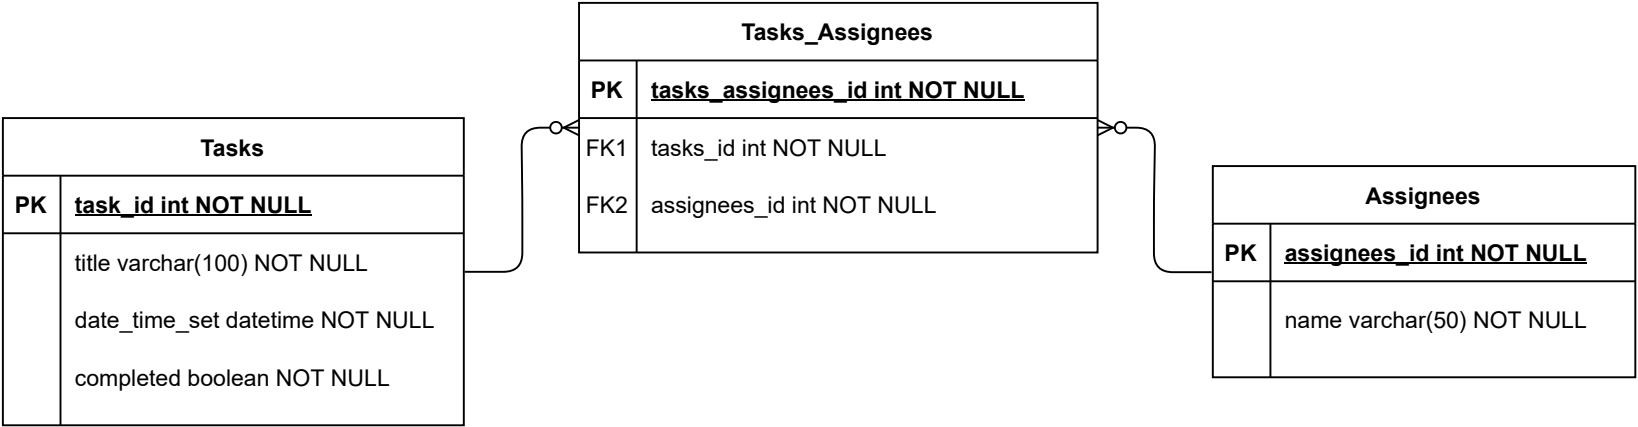 Tasks_Assignees
PK tasks_assignees_id int NOT NULL
FK1 tasks_id int NOT NULL
FK2 assignees_id int NOT NULL
Tasks
PK task_id int NOT NULL
title varchar(100) NOT NULL
date_time_set datetime NOT NULL
completed boolean NOT NULL
Assignees
PK assignees_id int NOT NULL
name varchar(50) NOT NULL